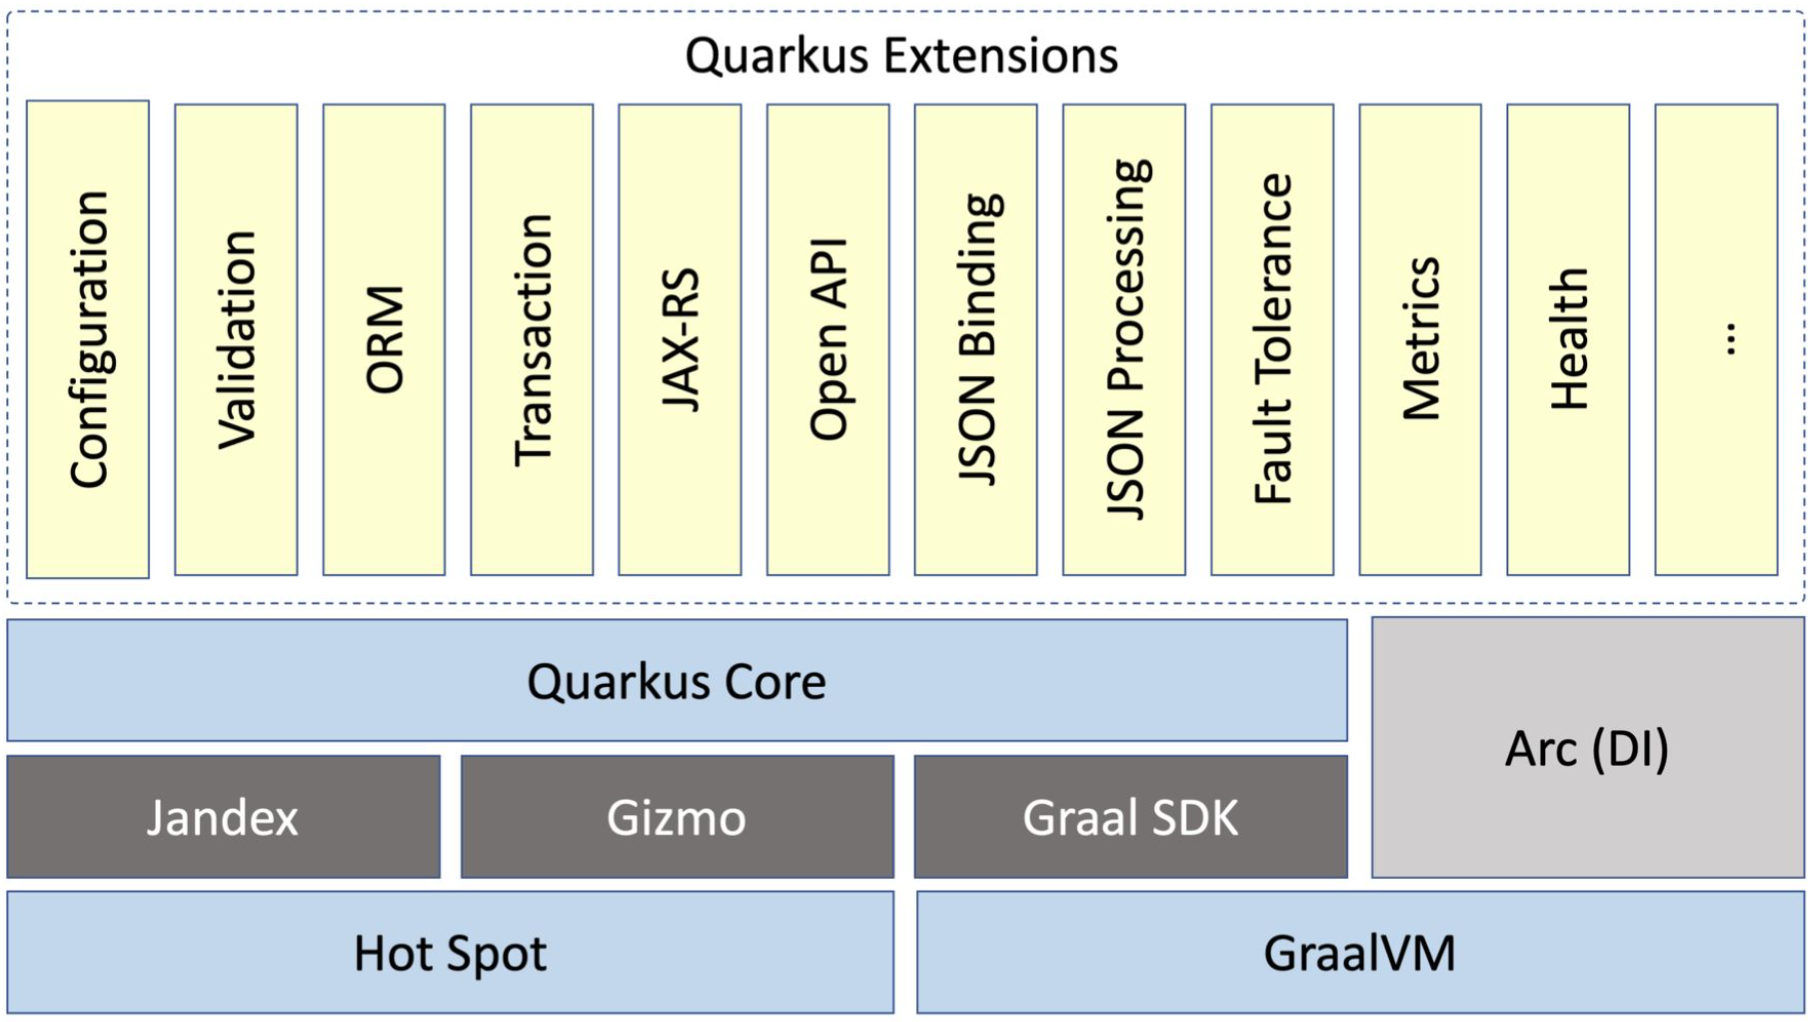 Quarkus Extensions
Configuration
Validation
ORM
Transaction
JAX-RS
Open API
JSON Binding
JSON Processing
Fault Tolerance
Metrics
Health
...
Quarkus Core
Arc (DI)
Jandex
Gizmo
Graal SDK
Hot Spot
GraalVM